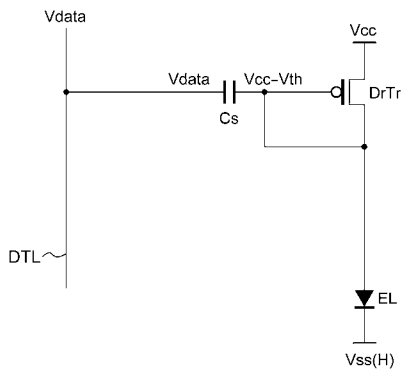 Vdata
Vcc
Vdata
Vcc−Vth
DrTr
Cs
DTL
EL
Vss(H)